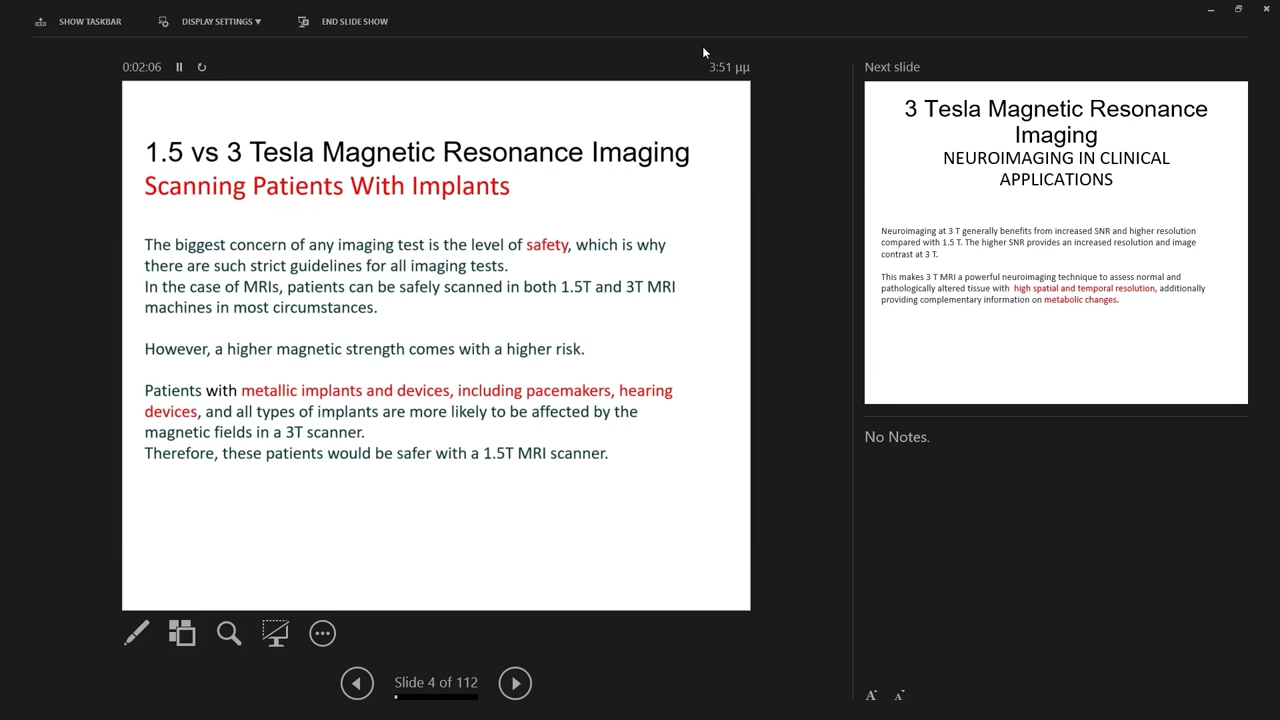 SHOW TASKBAR
DISPLAY SETTINGS ▼
END SLIDE SHOW
0:02:06
3:51 μμ
1.5 vs 3 Tesla Magnetic Resonance Imaging
Scanning Patients With Implants
The biggest concern of any imaging test is the level of safety, which is why
there are such strict guidelines for all imaging tests.
In the case of MRIs, patients can be safely scanned in both 1.5T and 3T MRI
machines in most circumstances.
However, a higher magnetic strength comes with a higher risk.
Patients with metallic implants and devices, including pacemakers, hearing
devices, and all types of implants are more likely to be affected by the
magnetic fields in a 3T scanner.
Therefore, these patients would be safer with a 1.5T MRI scanner.
Slide 4 of 112
Next slide
3 Tesla Magnetic Resonance
Imaging
NEUROIMAGING IN CLINICAL
APPLICATIONS
Neuroimaging at 3 T generally benefits from increased SNR and higher resolution
compared with 1.5 T. The higher SNR provides an increased resolution and image
contrast at 3 T.
This makes 3 T MRI a powerful neuroimaging technique to assess normal and
pathologically altered tissue with high spatial and temporal resolution, additionally
providing complementary information on metabolic changes.
No Notes.
A A